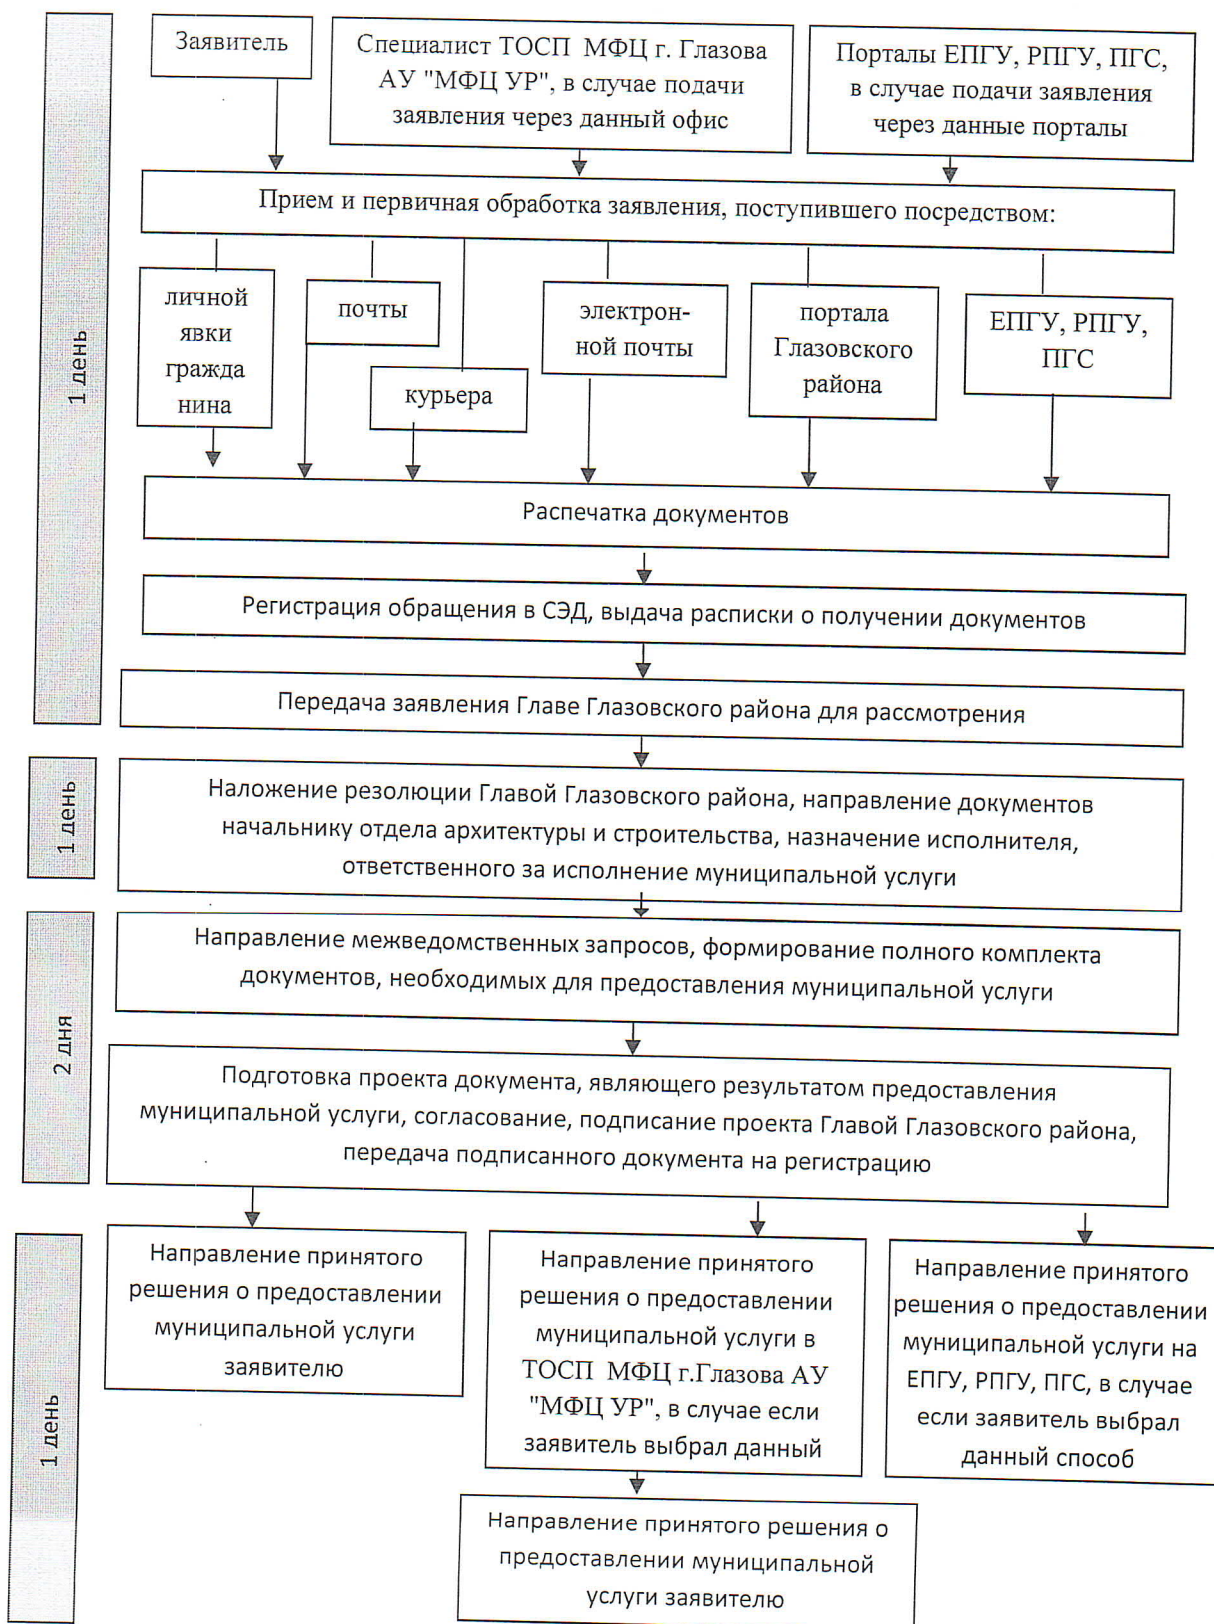 Заявитель
Специалист ТОСП МФЦ г. Глазова
АУ "МФЦ УР", в случае подачи
заявления через данный офис
Порталы ЕПГУ, РПГУ, ПГС,
в случае подачи заявления
через данные порталы
1 день
Прием и первичная обработка заявления, поступившего посредством:
личной
явки
гражда
нина
почты
курьера
электрон-
ной почты
портала
Глазовского
района
ЕПГУ, РПГУ,
ПГС
Распечатка документов
Регистрация обращения в СЭД, выдача расписки о получении документов
Передача заявления Главе Глазовского района для рассмотрения
1 день
Наложение резолюции Главой Глазовского района, направление документов
начальнику отдела архитектуры и строительства, назначение исполнителя,
ответственного за исполнение муниципальной услуги
2 дня
Направление межведомственных запросов, формирование полного комплекта
документов, необходимых для предоставления муниципальной услуги
Подготовка проекта документа, являющего результатом предоставления
муниципальной услуги, согласование, подписание проекта Главой Глазовского района,
передача подписанного документа на регистрацию
1 день
Направление принятого
решения о предоставлении
муниципальной услуги
заявителю
Направление принятого
решения о предоставлении
муниципальной услуги в
ТОСП МФЦ г.Глазова АУ
"МФЦ УР", в случае если
заявитель выбрал данный
Направление принятого
решения о предоставлении
муниципальной услуги на
ЕПГУ, РПГУ, ПГС, в случае
если заявитель выбрал
данный способ
Направление принятого решения о
предоставлении муниципальной
услуги заявителю